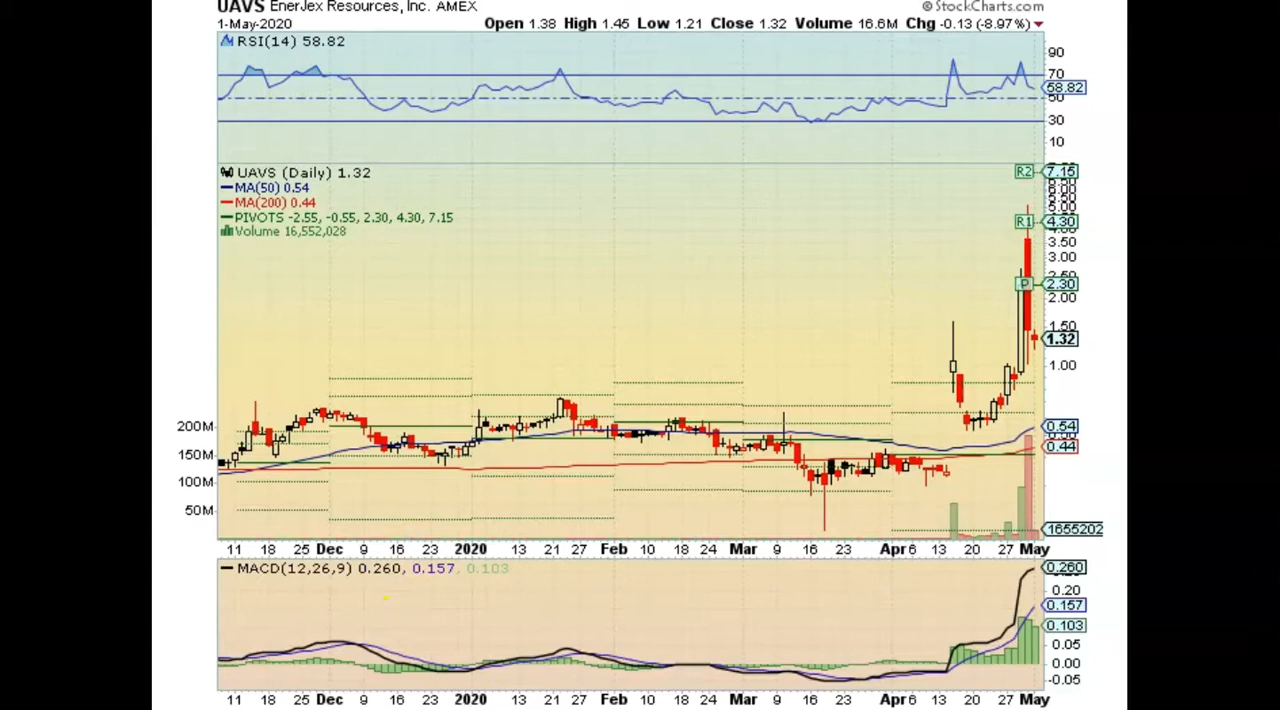 UAVS EnerJex Resources, Inc. AMEX
© StockCharts.com
1-May-2020
Open 1.38 High 1.45 Low 1.21 Close 1.32 Volume 16.6M Chg -0.13 (-8.97%)
RSI(14) 58.82
90
70
58.82
50
30
10
UAVS (Daily) 1.32
MA(50) 0.54
MA(200) 0.44
PIVOTS -2.55, -0.55, 2.30, 4.30, 7.15
Volume 16,552,028
R2 7.15
6.00
5.00
R1 4.30
3.50
3.00
2.50
P 2.30
2.00
1.50
1.32
1.00
0.54
0.44
200M
150M
100M
50M
1655202
11 18 25 Dec 9 16 23 2020 13 21 27 Feb 10 18 24 Mar 9 16 23 Apr 6 13 20 27 May
MACD(12,26,9) 0.260, 0.157, 0.103
0.260
0.20
0.157
0.103
0.05
0.00
-0.05
11 18 25 Dec 9 16 23 2020 13 21 27 Feb 10 18 24 Mar 9 16 23 Apr 6 13 20 27 May